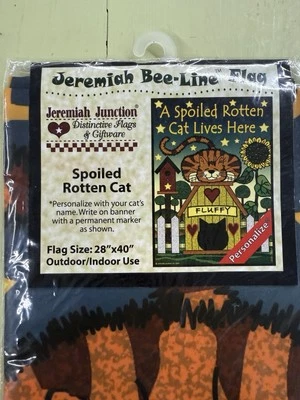 Jeremiah Bee-Line™ Flag
Jeremiah Junction®
Distinctive Flags
& Giftware
Spoiled
Rotten Cat
*Personalize with your cat's
name. Write on banner
with a permanent marker
as shown.
Flag Size: 28"x40"
Outdoor/Indoor Use
A Spoiled Rotten
Cat Lives Here
FLUFFY
Personalize